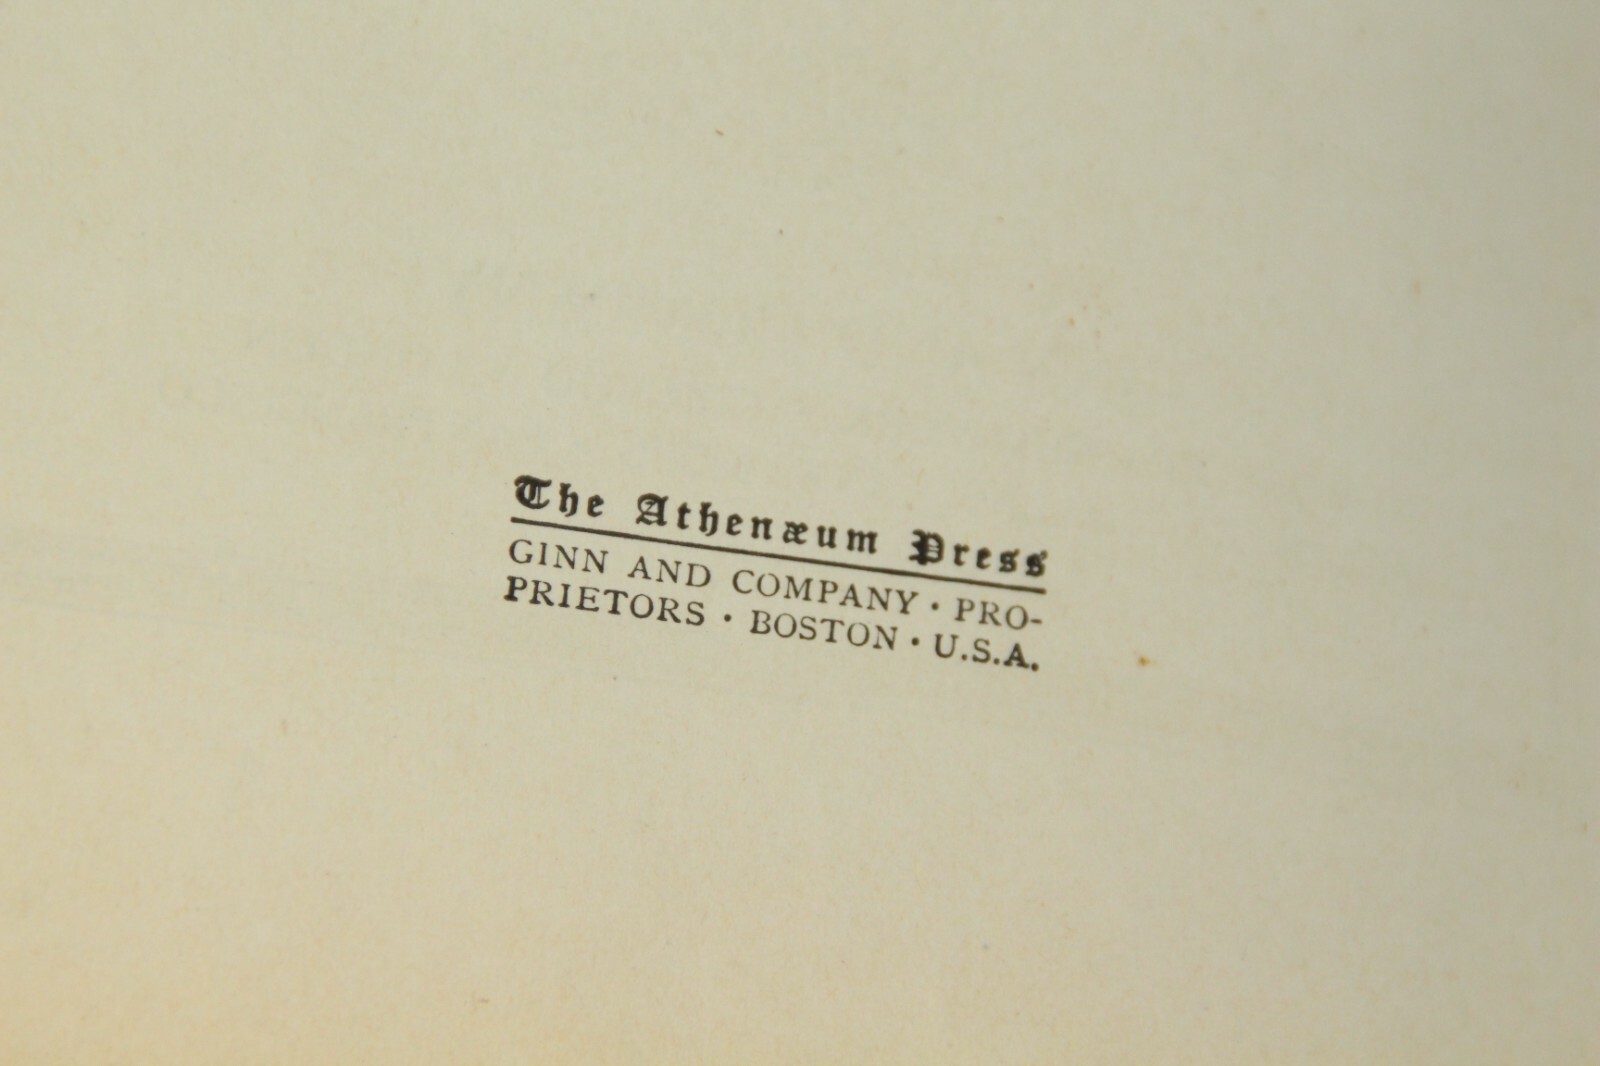 The Athenæum Press
GINN AND COMPANY · PRO-
PRIETORS · BOSTON · U.S.A.